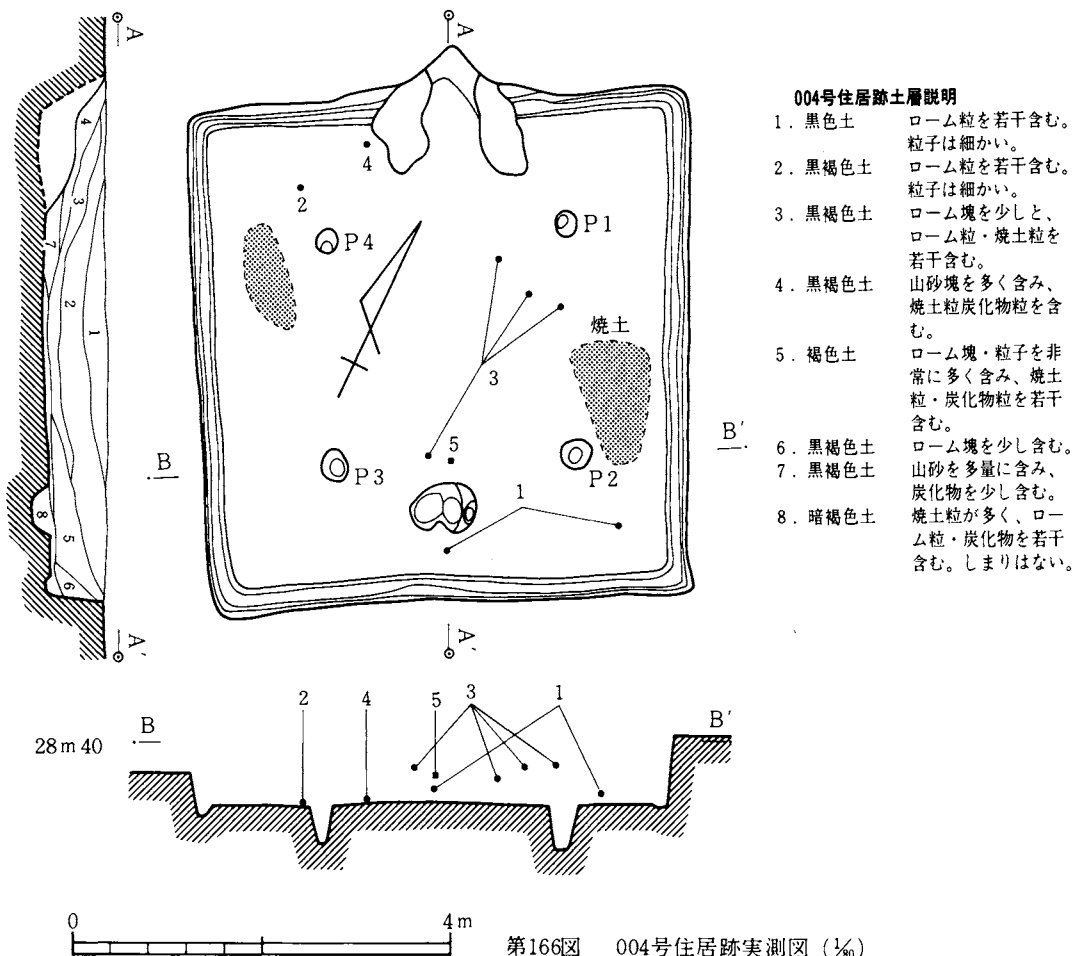 A
A
004号住居跡土層説明
1．黒色土　ローム粒を若干含む。
粒子は細かい。
2．黒褐色土　ローム粒を若干含む。
粒子は細かい。
3．黒褐色土　ローム塊を少しと、
ローム粒・焼土粒を
若干含む。
4．黒褐色土　山砂塊を多く含み、
焼土粒炭化物粒を含
む。
5．褐色土　ローム塊・粒子を非
常に多く含み、焼土
粒・炭化物粒を若干
含む。
6．黒褐色土　ローム塊を少し含む。
7．黒褐色土　山砂を多量に含み、
炭化物を少し含む。
8．暗褐色土　焼土粒が多く、ロー
ム粒・炭化物を若干
含む。しまりはない。
4
3
7
2
1
8
5
6
4
2
P4
P1
焼土
3
B
5
B′
P3
P2
1
A′
A′
2
4
5
3
1
28m40
B
B′
0
4m
第166図　004号住居跡実測図（1/80）